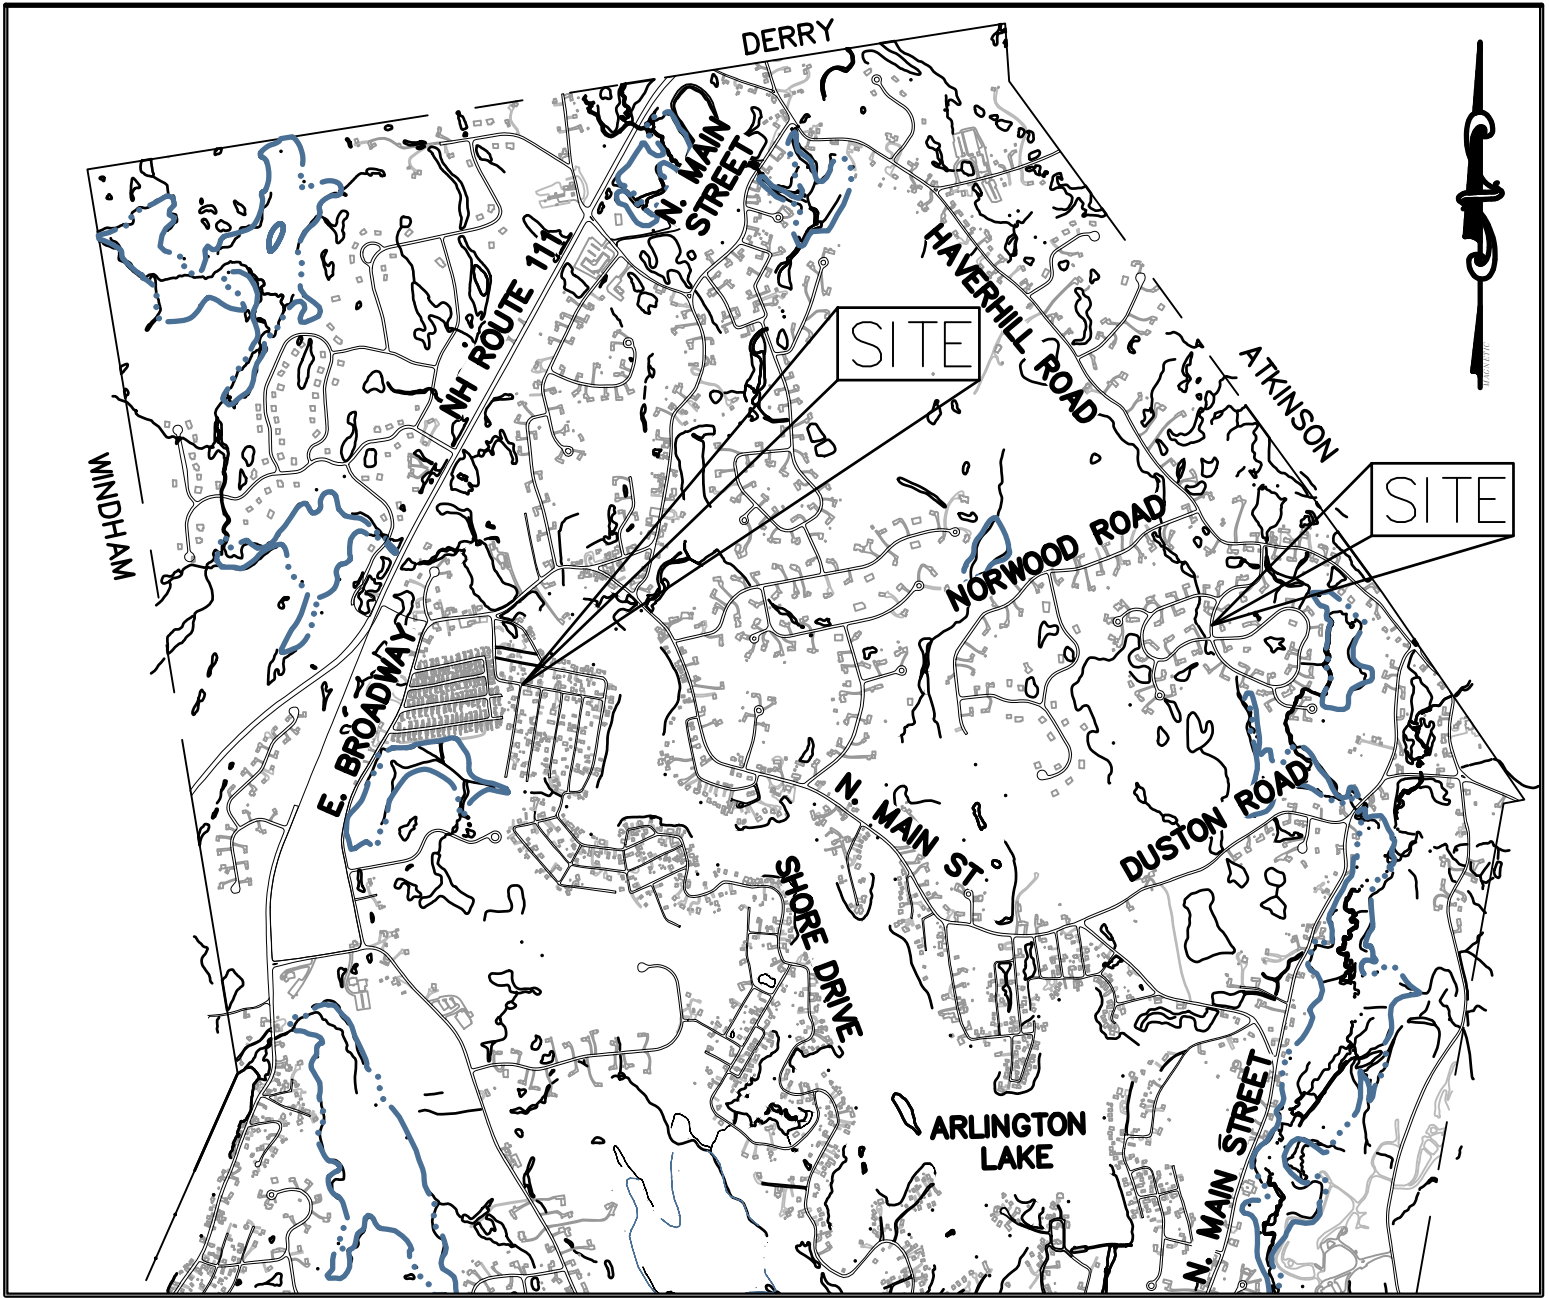 DERRY
N. MAIN
STREET
NH ROUTE 111
HAVERHILL ROAD
SITE
MAGNETIC
ATKINSON
WINDHAM
SITE
NORWOOD ROAD
E. BROADWAY
N. MAIN ST
DUSTON ROAD
SHORE DRIVE
ARLINGTON
LAKE
N. MAIN STREET